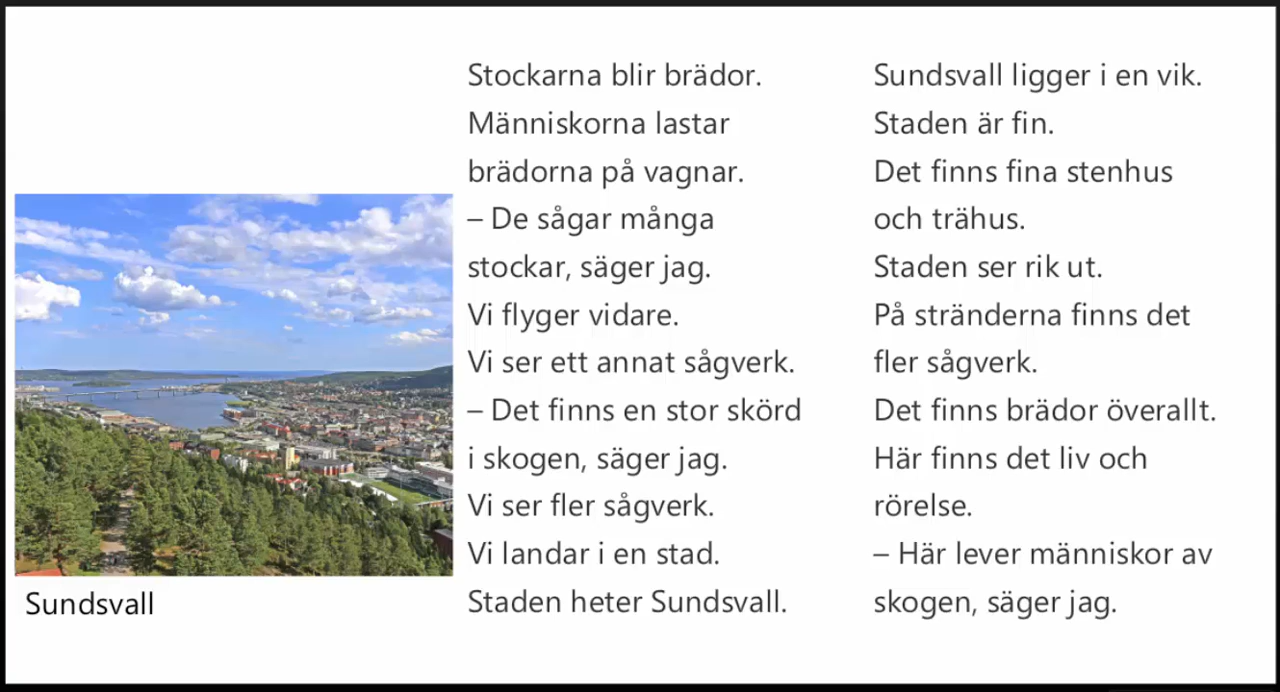 Stockarna blir brädor.
Människorna lastar
brädorna på vagnar.
– De sågar många
stockar, säger jag.
Vi flyger vidare.
Vi ser ett annat sågverk.
– Det finns en stor skörd
i skogen, säger jag.
Vi ser fler sågverk.
Vi landar i en stad.
Staden heter Sundsvall.
Sundsvall ligger i en vik.
Staden är fin.
Det finns fina stenhus
och trähus.
Staden ser rik ut.
På stränderna finns det
fler sågverk.
Det finns brädor överallt.
Här finns det liv och
rörelse.
– Här lever människor av
skogen, säger jag.
Sundsvall